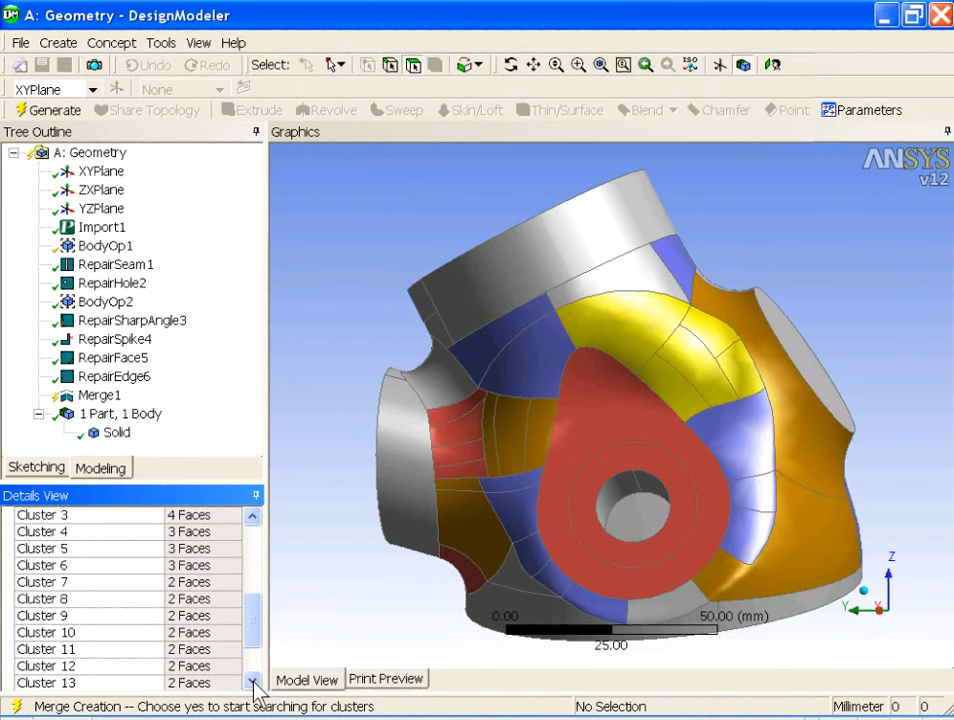 A: Geometry - DesignModeler
File Create Concept Tools View Help
Undo Redo Select:
XYPlane None
Generate Share Topology Extrude Revolve Sweep Skin/Loft Thin/Surface Blend Chamfer Point Parameters
Tree Outline
A: Geometry
XYPlane
ZXPlane
YZPlane
Import1
BodyOp1
RepairSeam1
RepairHole2
BodyOp2
RepairSharpAngle3
RepairSpike4
RepairFace5
RepairEdge6
Merge1
1 Part, 1 Body
Solid
Sketching Modeling
Details View
Cluster 3 4 Faces
Cluster 4 3 Faces
Cluster 5 3 Faces
Cluster 6 3 Faces
Cluster 7 2 Faces
Cluster 8 2 Faces
Cluster 9 2 Faces
Cluster 10 2 Faces
Cluster 11 2 Faces
Cluster 12 2 Faces
Cluster 13 2 Faces
Graphics
ANSYS
v12
Z
Y X
0.00 50.00 (mm)
25.00
Model View Print Preview
Merge Creation -- Choose yes to start searching for clusters No Selection Millimeter 0 0